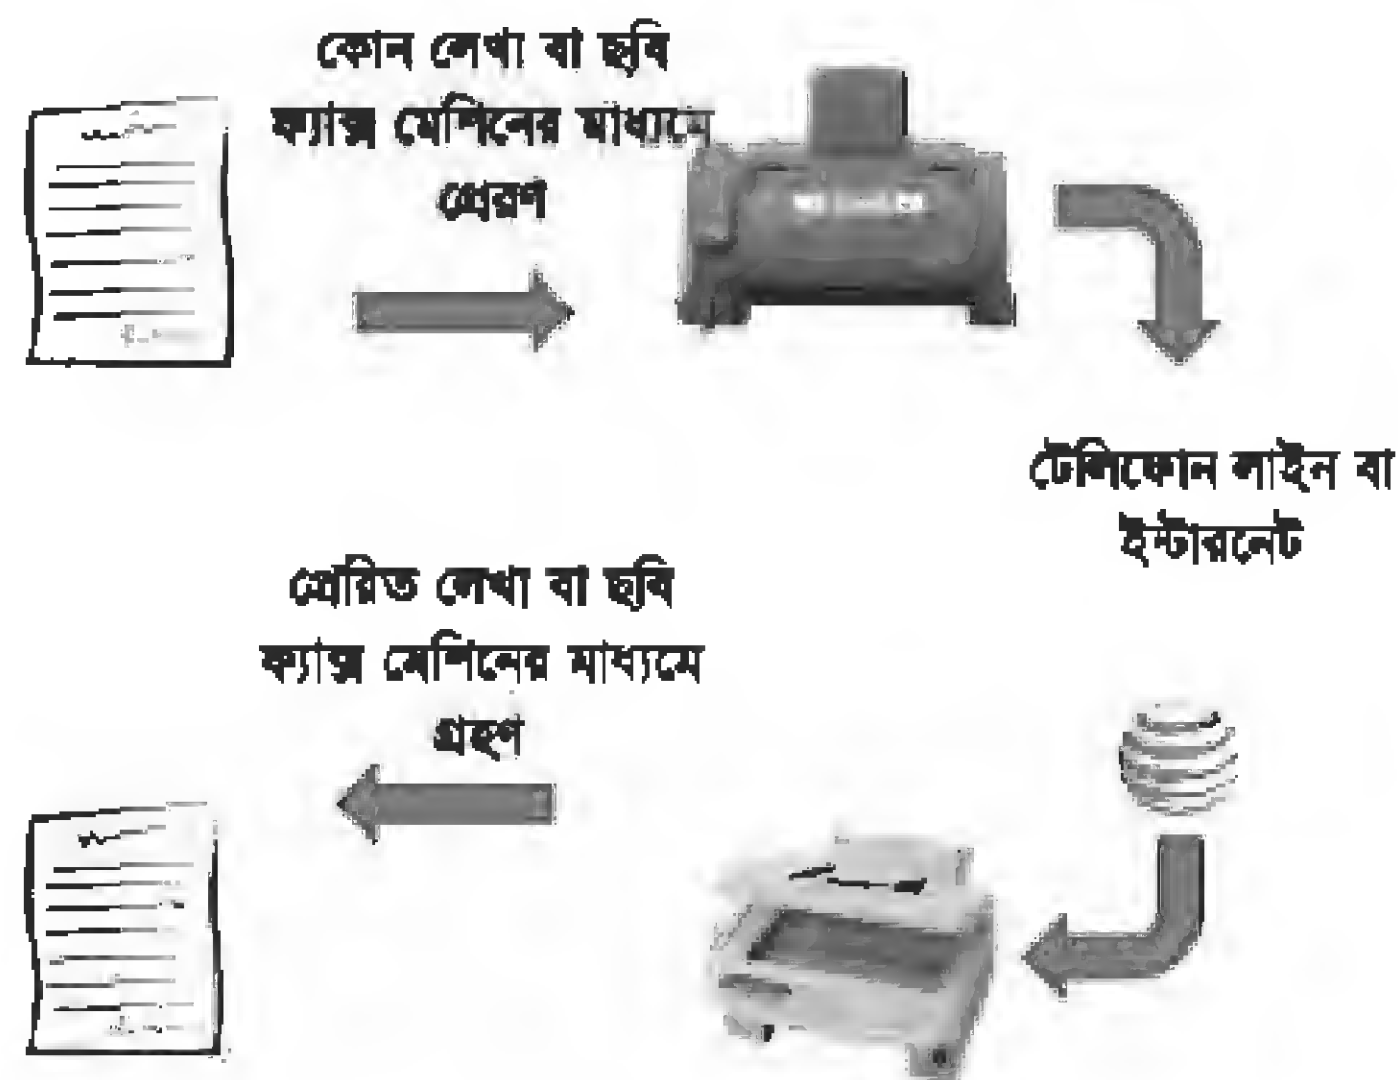 কোন লেখা বা ছবি
ফ্যাক্স মেশিনের মাধ্যমে
প্রেরণ
টেলিফোন লাইন বা
ইন্টারনেট
প্রেরিত লেখা বা ছবি
ফ্যাক্স মেশিনের মাধ্যমে
গ্রহণ